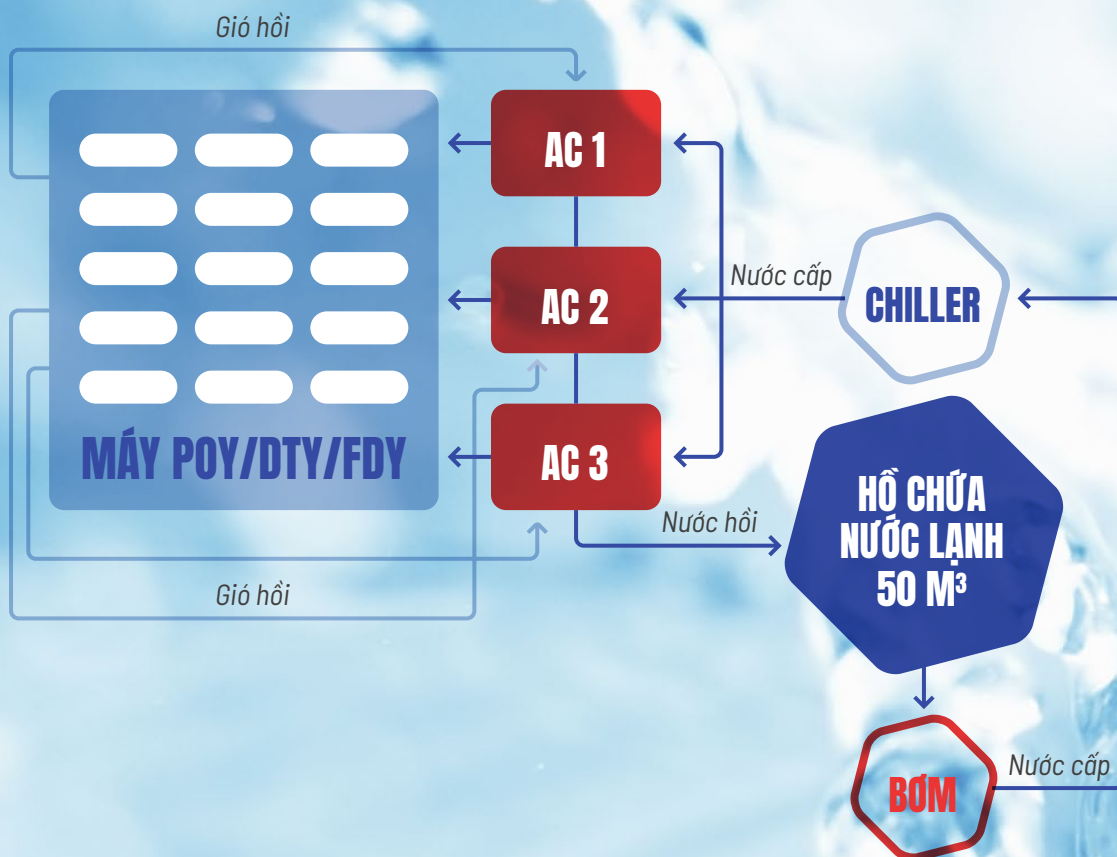 Gió hồi
AC 1
AC 2
Nước cấp
CHILLER
AC 3
MÁY POY/DTY/FDY
Nước hồi
HỒ CHỨA
NƯỚC LẠNH
50 M³
Gió hồi
BƠM
Nước cấp